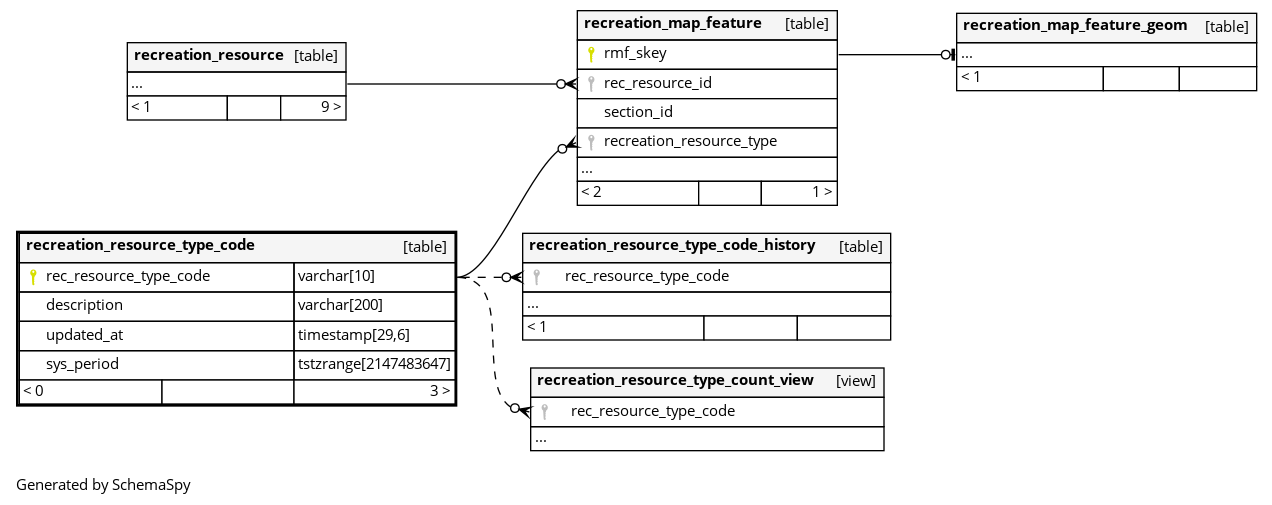 recreation_resource [table]
...
< 1 9 >
recreation_map_feature [table]
rmf_skey
rec_resource_id
section_id
recreation_resource_type
...
< 2 1 >
recreation_map_feature_geom [table]
...
< 1
recreation_resource_type_code [table]
rec_resource_type_code varchar[10]
description varchar[200]
updated_at timestamp[29,6]
sys_period tstzrange[2147483647]
< 0 3 >
recreation_resource_type_code_history [table]
rec_resource_type_code
...
< 1
recreation_resource_type_count_view [view]
rec_resource_type_code
...
Generated by SchemaSpy